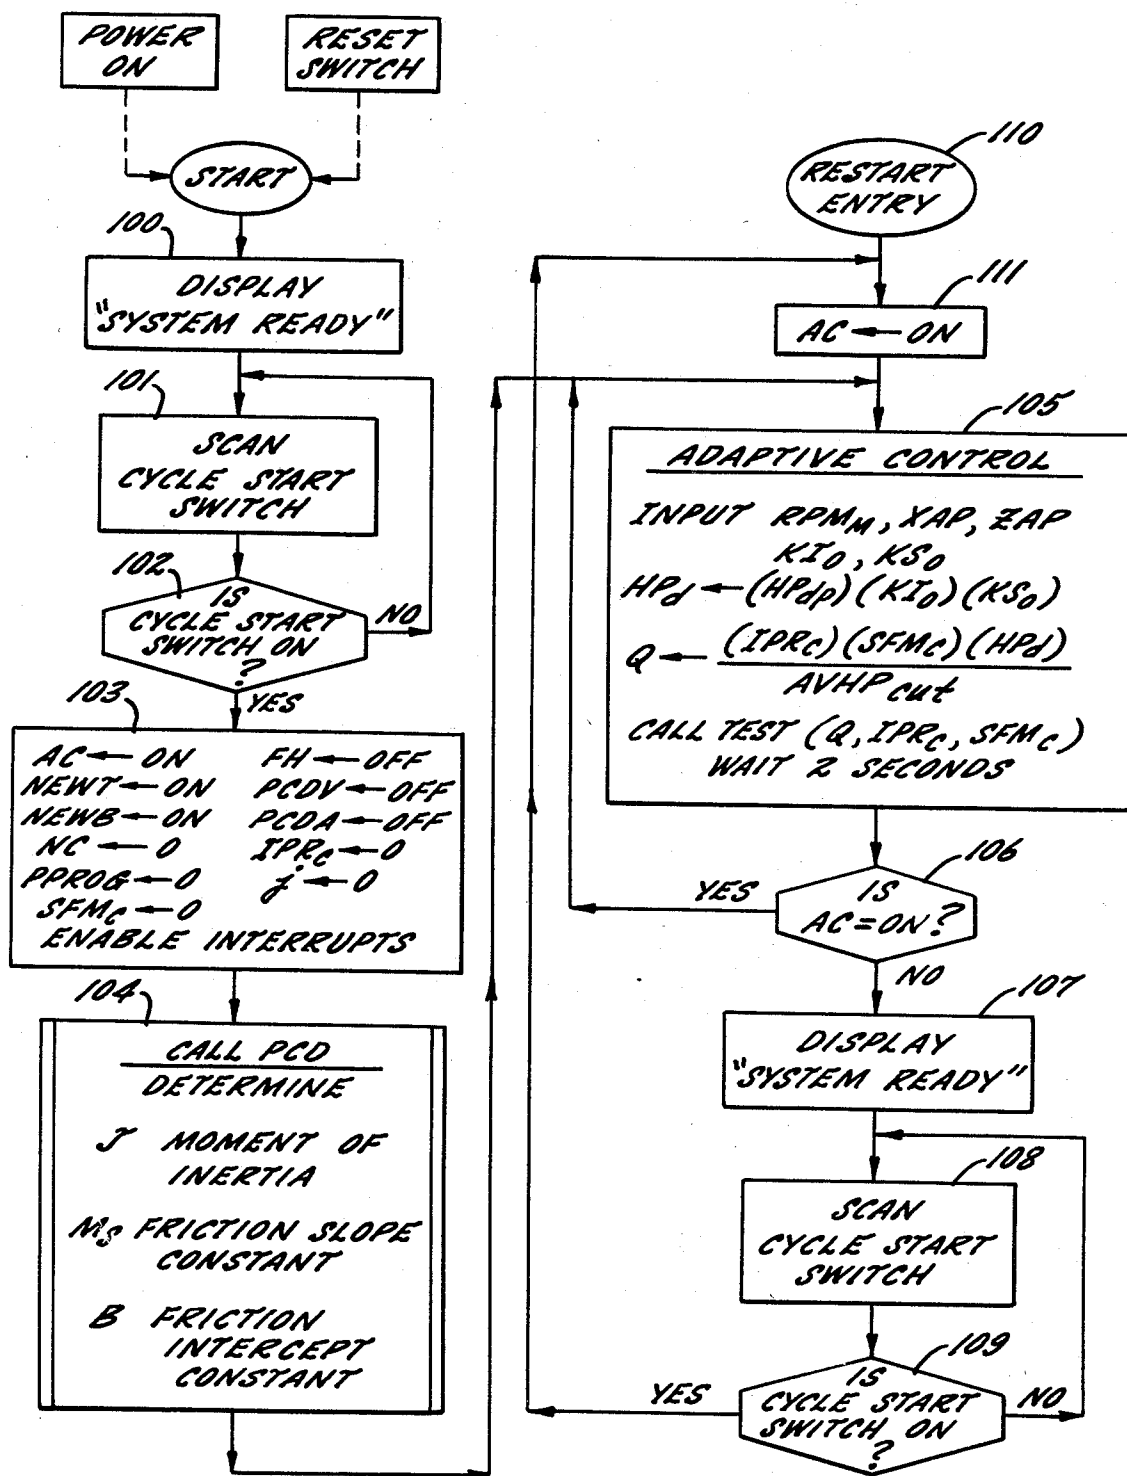 POWER
ON
RESET
SWITCH
START
100
DISPLAY
"SYSTEM READY"
101
SCAN
CYCLE START
SWITCH
102
IS
CYCLE START
SWITCH ON
?
NO
YES
103
AC ← ON FH ← OFF
NEWT ← ON PCDV ← OFF
NEWB ← ON PCDA ← OFF
NC ← 0 IPRc ← 0
PPROG ← 0 j ← 0
SFMc ← 0
ENABLE INTERRUPTS
104
CALL PCD
DETERMINE
J MOMENT OF
INERTIA
Ms FRICTION SLOPE
CONSTANT
B FRICTION
INTERCEPT
CONSTANT
110
RESTART
ENTRY
111
AC ← ON
105
ADAPTIVE CONTROL
INPUT RPMM, XAP, ZAP
KIo, KSo
HPd ← (HPdp)(KIo)(KSo)
Q ← (IPRc)(SFMc)(HPd)
AVHPcut
CALL TEST (Q, IPRc, SFMc)
WAIT 2 SECONDS
106
IS
AC=ON?
YES
NO
107
DISPLAY
"SYSTEM READY"
108
SCAN
CYCLE START
SWITCH
109
IS
CYCLE START
SWITCH ON
?
YES
NO